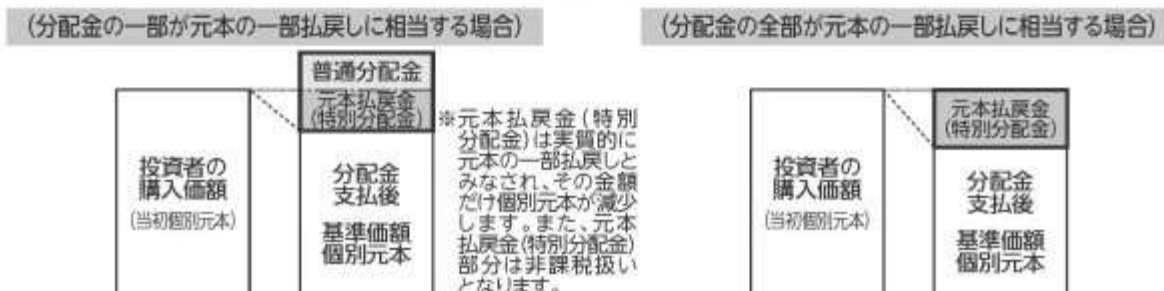 (分配金の一部が元本の一部払戻しに相当する場合)
普通分配金
元本払戻金
(特別分配金)
投資者の
購入価額
(当初個別元本)
分配金
支払後
基準価額
個別元本
※元本払戻金(特別
分配金)は実質的に
元本の一部払戻しと
みなされ、その金額
だけ個別元本が減少
します。また、元本
払戻金(特別分配金)
部分は非課税扱い
となります。
(分配金の全部が元本の一部払戻しに相当する場合)
元本払戻金
(特別分配金)
投資者の
購入価額
(当初個別元本)
分配金
支払後
基準価額
個別元本